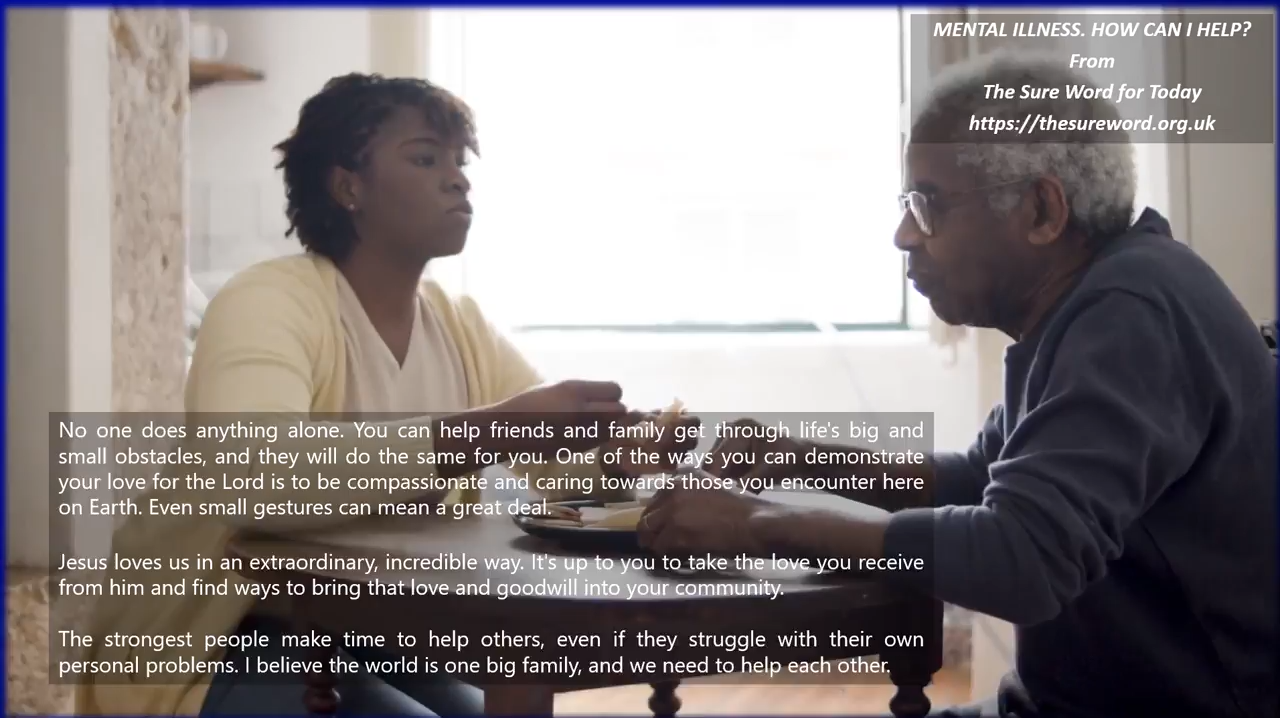 MENTAL ILLNESS. HOW CAN I HELP?
From
The Sure Word for Today
https://thesureword.org.uk
No one does anything alone. You can help friends and family get through life's big and
small obstacles, and they will do the same for you. One of the ways you can demonstrate
your love for the Lord is to be compassionate and caring towards those you encounter here
on Earth. Even small gestures can mean a great deal.
Jesus loves us in an extraordinary, incredible way. It's up to you to take the love you receive
from him and find ways to bring that love and goodwill into your community.
The strongest people make time to help others, even if they struggle with their own
personal problems. I believe the world is one big family, and we need to help each other.